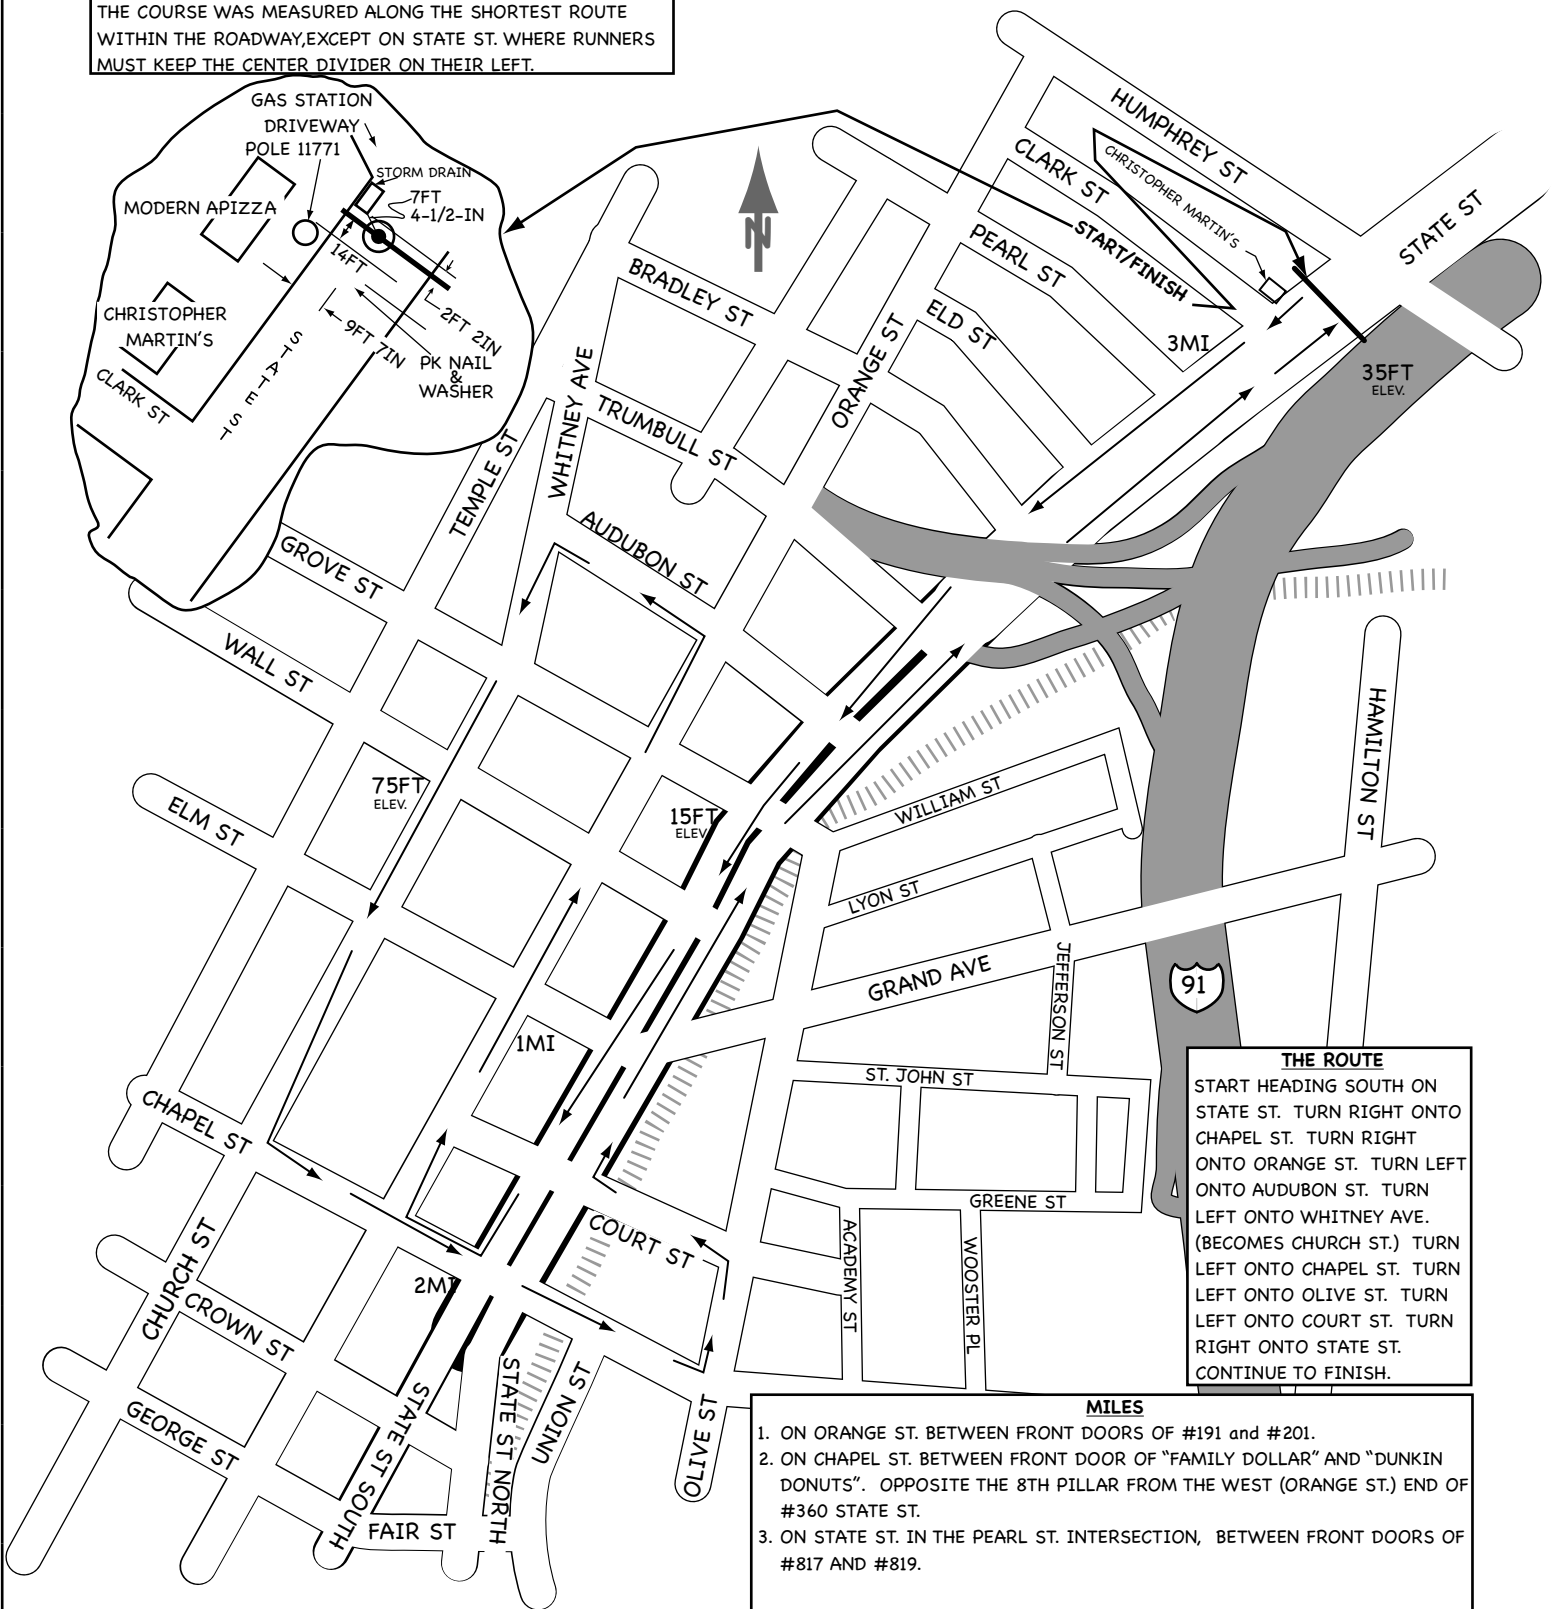 THE COURSE WAS MEASURED ALONG THE SHORTEST ROUTE
WITHIN THE ROADWAY,EXCEPT ON STATE ST. WHERE RUNNERS
MUST KEEP THE CENTER DIVIDER ON THEIR LEFT.
GAS STATION
DRIVEWAY
POLE 11771
STORM DRAIN
7FT
4-1/2-IN
MODERN APIZZA
14FT
2FT 2IN
9FT 7IN
PK NAIL
&
WASHER
CHRISTOPHER
MARTIN'S
STATE ST
CLARK ST
HUMPHREY ST
CLARK ST
CHRISTOPHER MARTIN'S
STATE ST
START/FINISH
PEARL ST
N
BRADLEY ST
ELD ST
3MI
ORANGE ST
35FT
ELEV.
WHITNEY AVE
TRUMBULL ST
TEMPLE ST
AUDUBON ST
GROVE ST
WALL ST
HAMILTON ST
75FT
ELEV.
ELM ST
15FT
ELEV.
WILLIAM ST
LYON ST
GRAND AVE
JEFFERSON ST
91
1MI
ST. JOHN ST
CHAPEL ST
GREENE ST
COURT ST
ACADEMY ST
WOOSTER PL
CHURCH ST
2MI
CROWN ST
GEORGE ST
STATE ST SOUTH
STATE ST NORTH
UNION ST
OLIVE ST
FAIR ST
THE ROUTE
START HEADING SOUTH ON
STATE ST. TURN RIGHT ONTO
CHAPEL ST. TURN RIGHT
ONTO ORANGE ST. TURN LEFT
ONTO AUDUBON ST. TURN
LEFT ONTO WHITNEY AVE.
(BECOMES CHURCH ST.) TURN
LEFT ONTO CHAPEL ST. TURN
LEFT ONTO OLIVE ST. TURN
LEFT ONTO COURT ST. TURN
RIGHT ONTO STATE ST.
CONTINUE TO FINISH.
MILES
1. ON ORANGE ST. BETWEEN FRONT DOORS OF #191 and #201.
2. ON CHAPEL ST. BETWEEN FRONT DOOR OF "FAMILY DOLLAR" AND "DUNKIN
DONUTS". OPPOSITE THE 8TH PILLAR FROM THE WEST (ORANGE ST.) END OF
#360 STATE ST.
3. ON STATE ST. IN THE PEARL ST. INTERSECTION, BETWEEN FRONT DOORS OF
#817 AND #819.